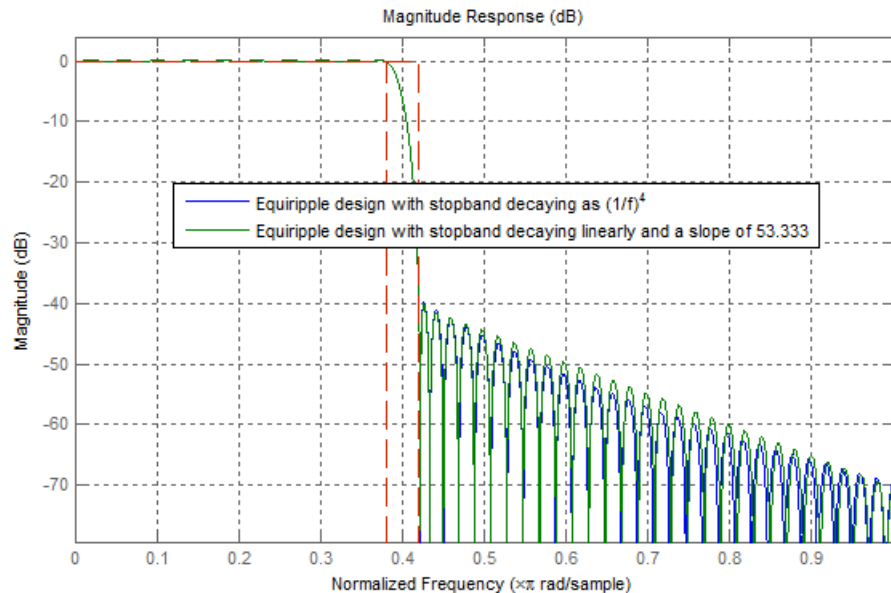 Magnitude Response (dB)
0
-10
-20
-30
-40
-50
-60
-70
Magnitude (dB)
Equiripple design with stopband decaying as (1/f)⁴
Equiripple design with stopband decaying linearly and a slope of 53.333
0 0.1 0.2 0.3 0.4 0.5 0.6 0.7 0.8 0.9
Normalized Frequency (×π rad/sample)